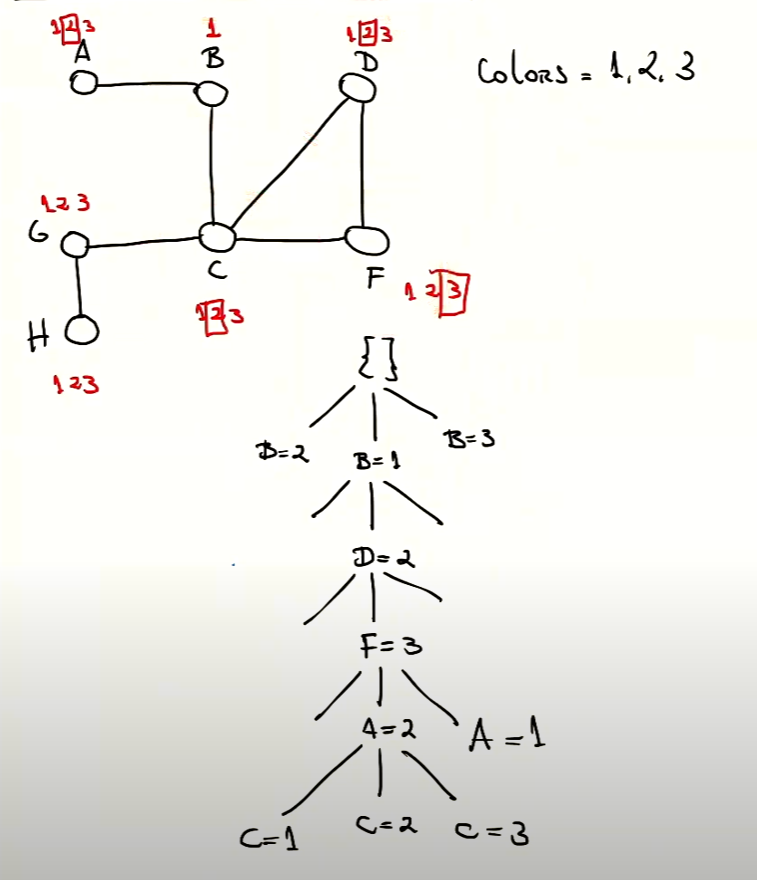 1 2 3
1
1 2 3
A
B
D
Colors = 1, 2, 3
1 2 3
G
C
F
1 2 3
H
1 2 3
1 2 3
{ }
B=2
B=1
B=3
D=2
F=3
A=2
A=1
C=1
C=2
C=3